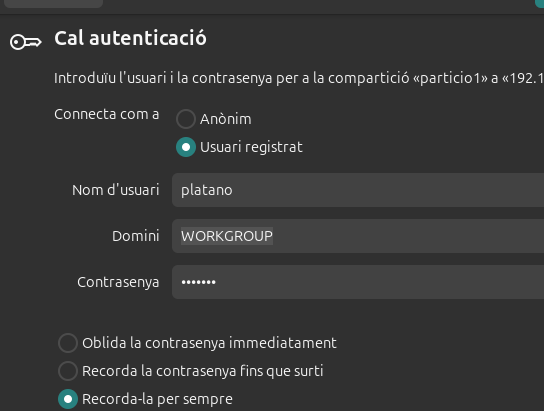 Cal autenticació
Introduïu l'usuari i la contrasenya per a la compartició «particio1» a «192.1
Connecta com a
Anònim
Usuari registrat
Nom d'usuari platano
Domini WORKGROUP
Contrasenya •••••••
Oblida la contrasenya immediatament
Recorda la contrasenya fins que surti
Recorda-la per sempre